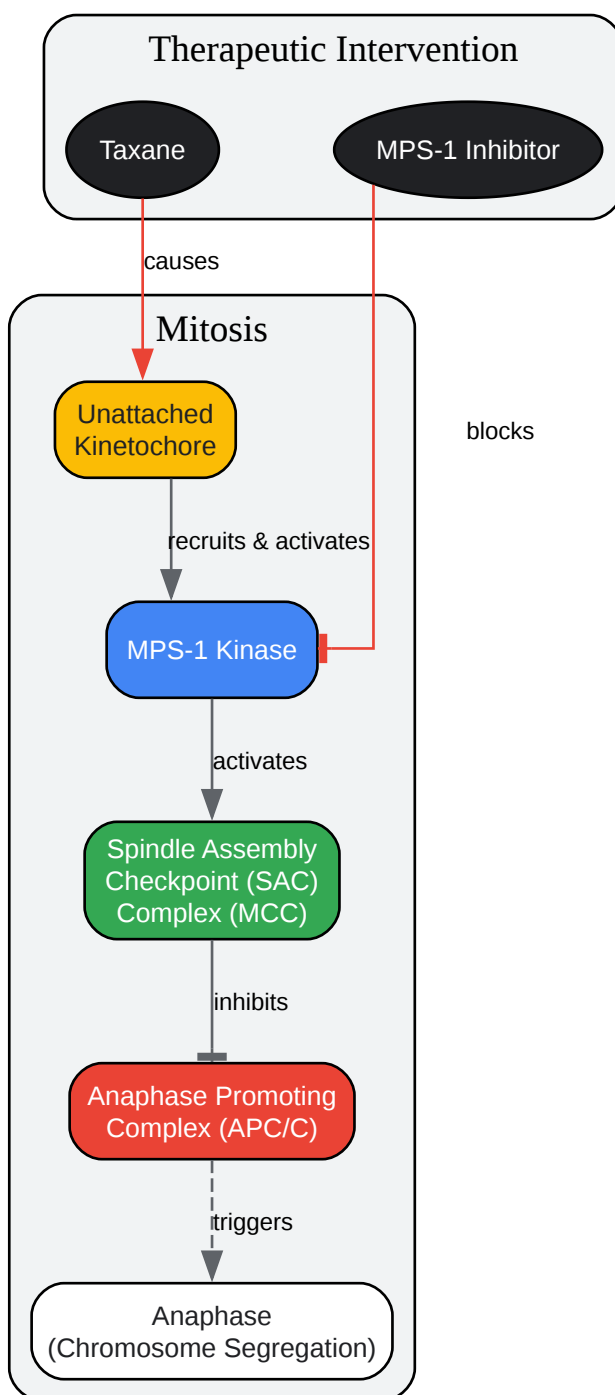 Therapeutic Intervention
Taxane
MPS-1 Inhibitor
causes
Mitosis
Unattached
Kinetochore
blocks
recruits & activates
MPS-1 Kinase
activates
Spindle Assembly
Checkpoint (SAC)
Complex (MCC)
inhibits
Anaphase Promoting
Complex (APC/C)
triggers
Anaphase
(Chromosome Segregation)